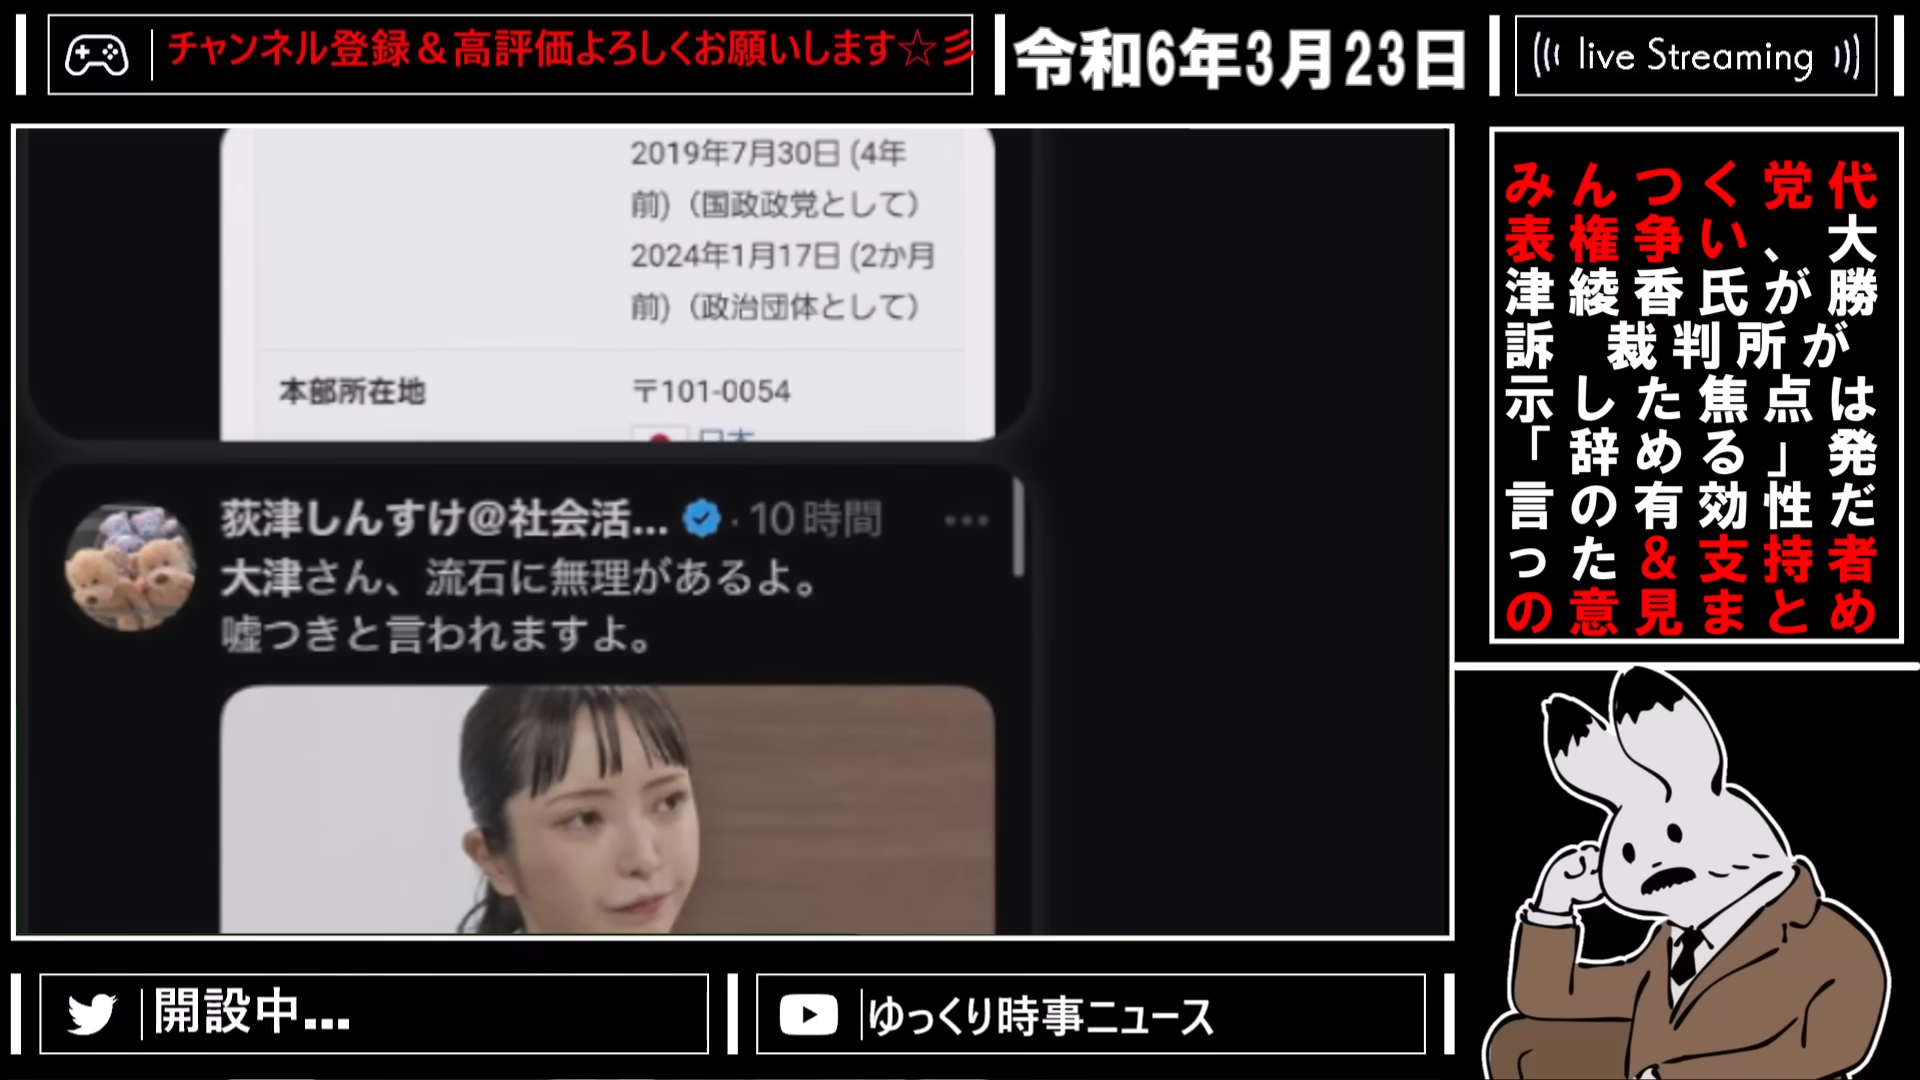 チャンネル登録&高評価よろしくお願いします☆彡
令和6年3月23日
live Streaming
2019年7月30日 (4年
前)（国政政党として）
2024年1月17日 (2か月
前)（政治団体として）
本部所在地
〒101-0054
日本
荻津しんすけ@社会活... · 10 時間
大津さん、流石に無理があるよ。
嘘つきと言われますよ。
みんつく党代
表権争い、大
津綾香氏が勝
訴 裁判所が
示した焦点は
「辞める」発
言の有効性だ
った&支持者
の意見まとめ
開設中...
ゆっくり時事ニュース